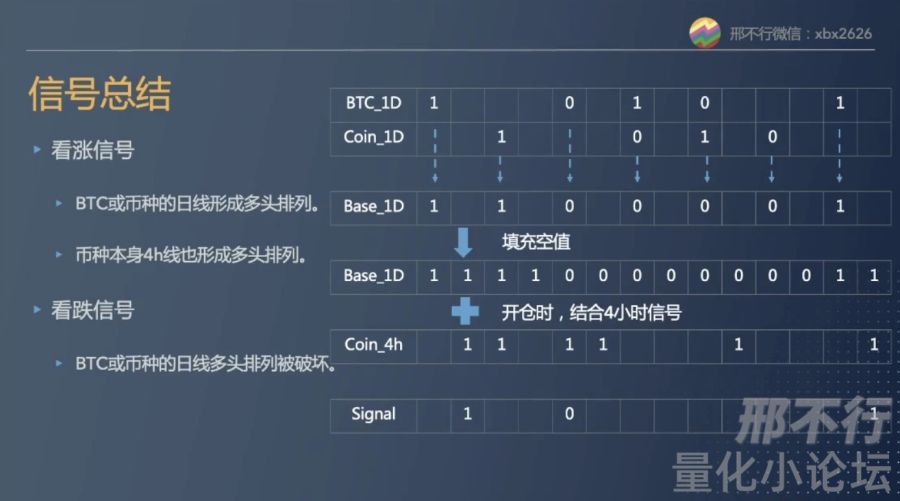 邢不行微信：xbx2626
信号总结
看涨信号
BTC或币种的日线形成多头排列。
币种本身4h线也形成多头排列。
看跌信号
BTC或币种的日线多头排列被破坏。
BTC_1D 1 0 1 0 1
Coin_1D 1 0 1 0
Base_1D 1 1 0 0 0 0 1
填充空值
Base_1D 1 1 1 1 0 0 0 0 0 0 0 0 1 1
开仓时，结合4小时信号
Coin_4h 1 1 1 1 1 1
Signal 1 0 1
邢不行
量化小论坛